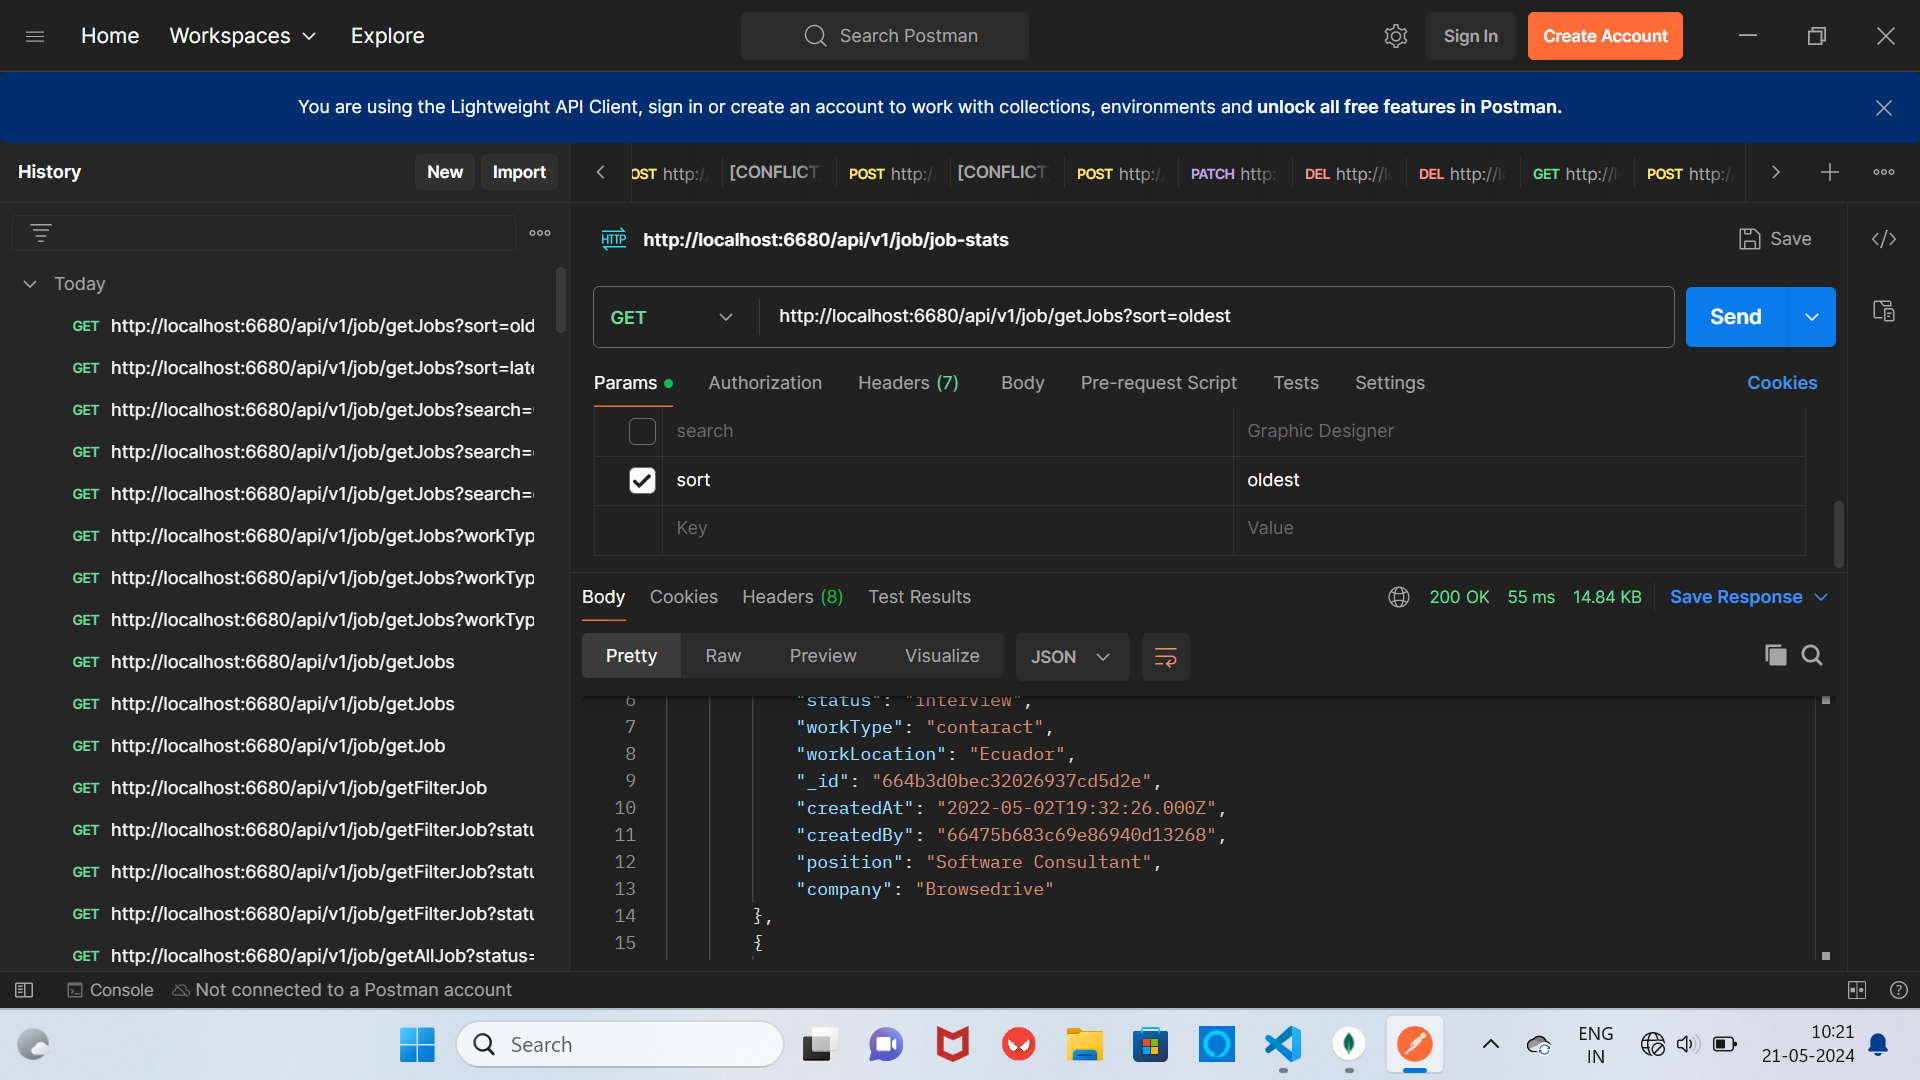 Home
Workspaces
Explore
Search Postman
Sign In
Create Account
You are using the Lightweight API Client, sign in or create an account to work with collections, environments and unlock all free features in Postman.
History
New
Import
OST http:/
[CONFLICT
POST http:/
[CONFLICT
POST http:/
PATCH http:
DEL http://l
DEL http://l
GET http://l
POST http:/
HTTP
http://localhost:6680/api/v1/job/job-stats
Save
Today
GET http://localhost:6680/api/v1/job/getJobs?sort=old
GET http://localhost:6680/api/v1/job/getJobs?sort=late
GET http://localhost:6680/api/v1/job/getJobs?search=
GET http://localhost:6680/api/v1/job/getJobs?search=
GET http://localhost:6680/api/v1/job/getJobs?search=
GET http://localhost:6680/api/v1/job/getJobs?workTyp
GET http://localhost:6680/api/v1/job/getJobs?workTyp
GET http://localhost:6680/api/v1/job/getJobs?workTyp
GET http://localhost:6680/api/v1/job/getJobs
GET http://localhost:6680/api/v1/job/getJobs
GET http://localhost:6680/api/v1/job/getJob
GET http://localhost:6680/api/v1/job/getFilterJob
GET http://localhost:6680/api/v1/job/getFilterJob?statu
GET http://localhost:6680/api/v1/job/getFilterJob?statu
GET http://localhost:6680/api/v1/job/getFilterJob?statu
GET http://localhost:6680/api/v1/job/getAllJob?status=
GET
http://localhost:6680/api/v1/job/getJobs?sort=oldest
Send
Params
Authorization
Headers (7)
Body
Pre-request Script
Tests
Settings
Cookies
search Graphic Designer
sort oldest
Key Value
Body
Cookies
Headers (8)
Test Results
200 OK 55 ms 14.84 KB
Save Response
Pretty
Raw
Preview
Visualize
JSON
6 "status": "interview",
7 "workType": "contaract",
8 "workLocation": "Ecuador",
9 "_id": "664b3d0bec32026937cd5d2e",
10 "createdAt": "2022-05-02T19:32:26.000Z",
11 "createdBy": "66475b683c69e86940d13268",
12 "position": "Software Consultant",
13 "company": "Browsedrive"
14 },
15 {
Console
Not connected to a Postman account
Search
ENG
IN
10:21
21-05-2024